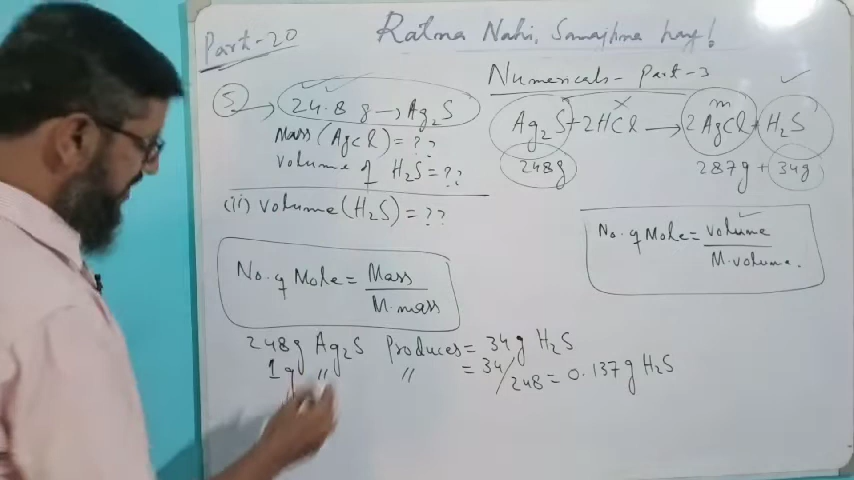 Part-20
Ratna Nahi, Samajhna hay!
Numericals - Part-3
5 → 24.8 g → Ag₂S
Mass (AgCl) = ??
Volume of H₂S = ??
Ag₂S + 2HCl → 2AgCl + H₂S
m
248g 287g + 34g
(ii) Volume (H₂S) = ??
No. of Mole = Mass / M.mass
No. of Mole = Volume / M.volume.
248g Ag₂S Produces = 34g H₂S
1g " " = 34/248 = 0.137g H₂S